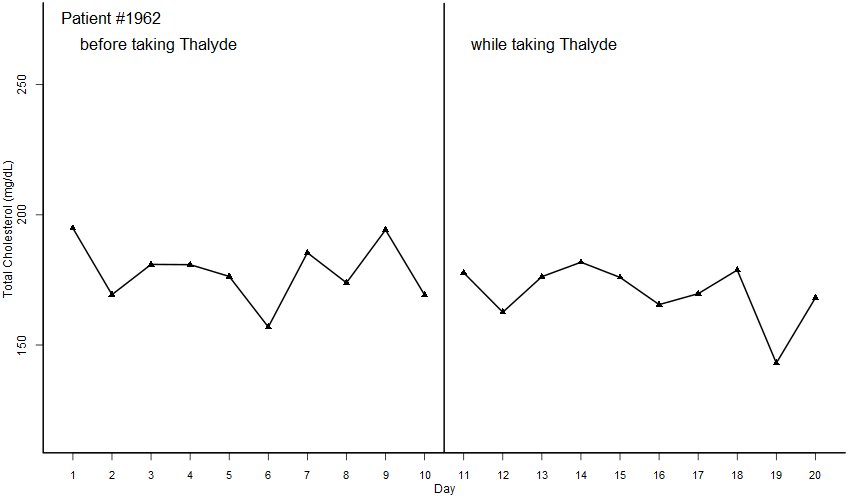 Patient #1962
before taking Thalyde
while taking Thalyde
Total Cholesterol (mg/dL)
250
200
150
1 2 3 4 5 6 7 8 9 10 11 12 13 14 15 16 17 18 19 20
Day